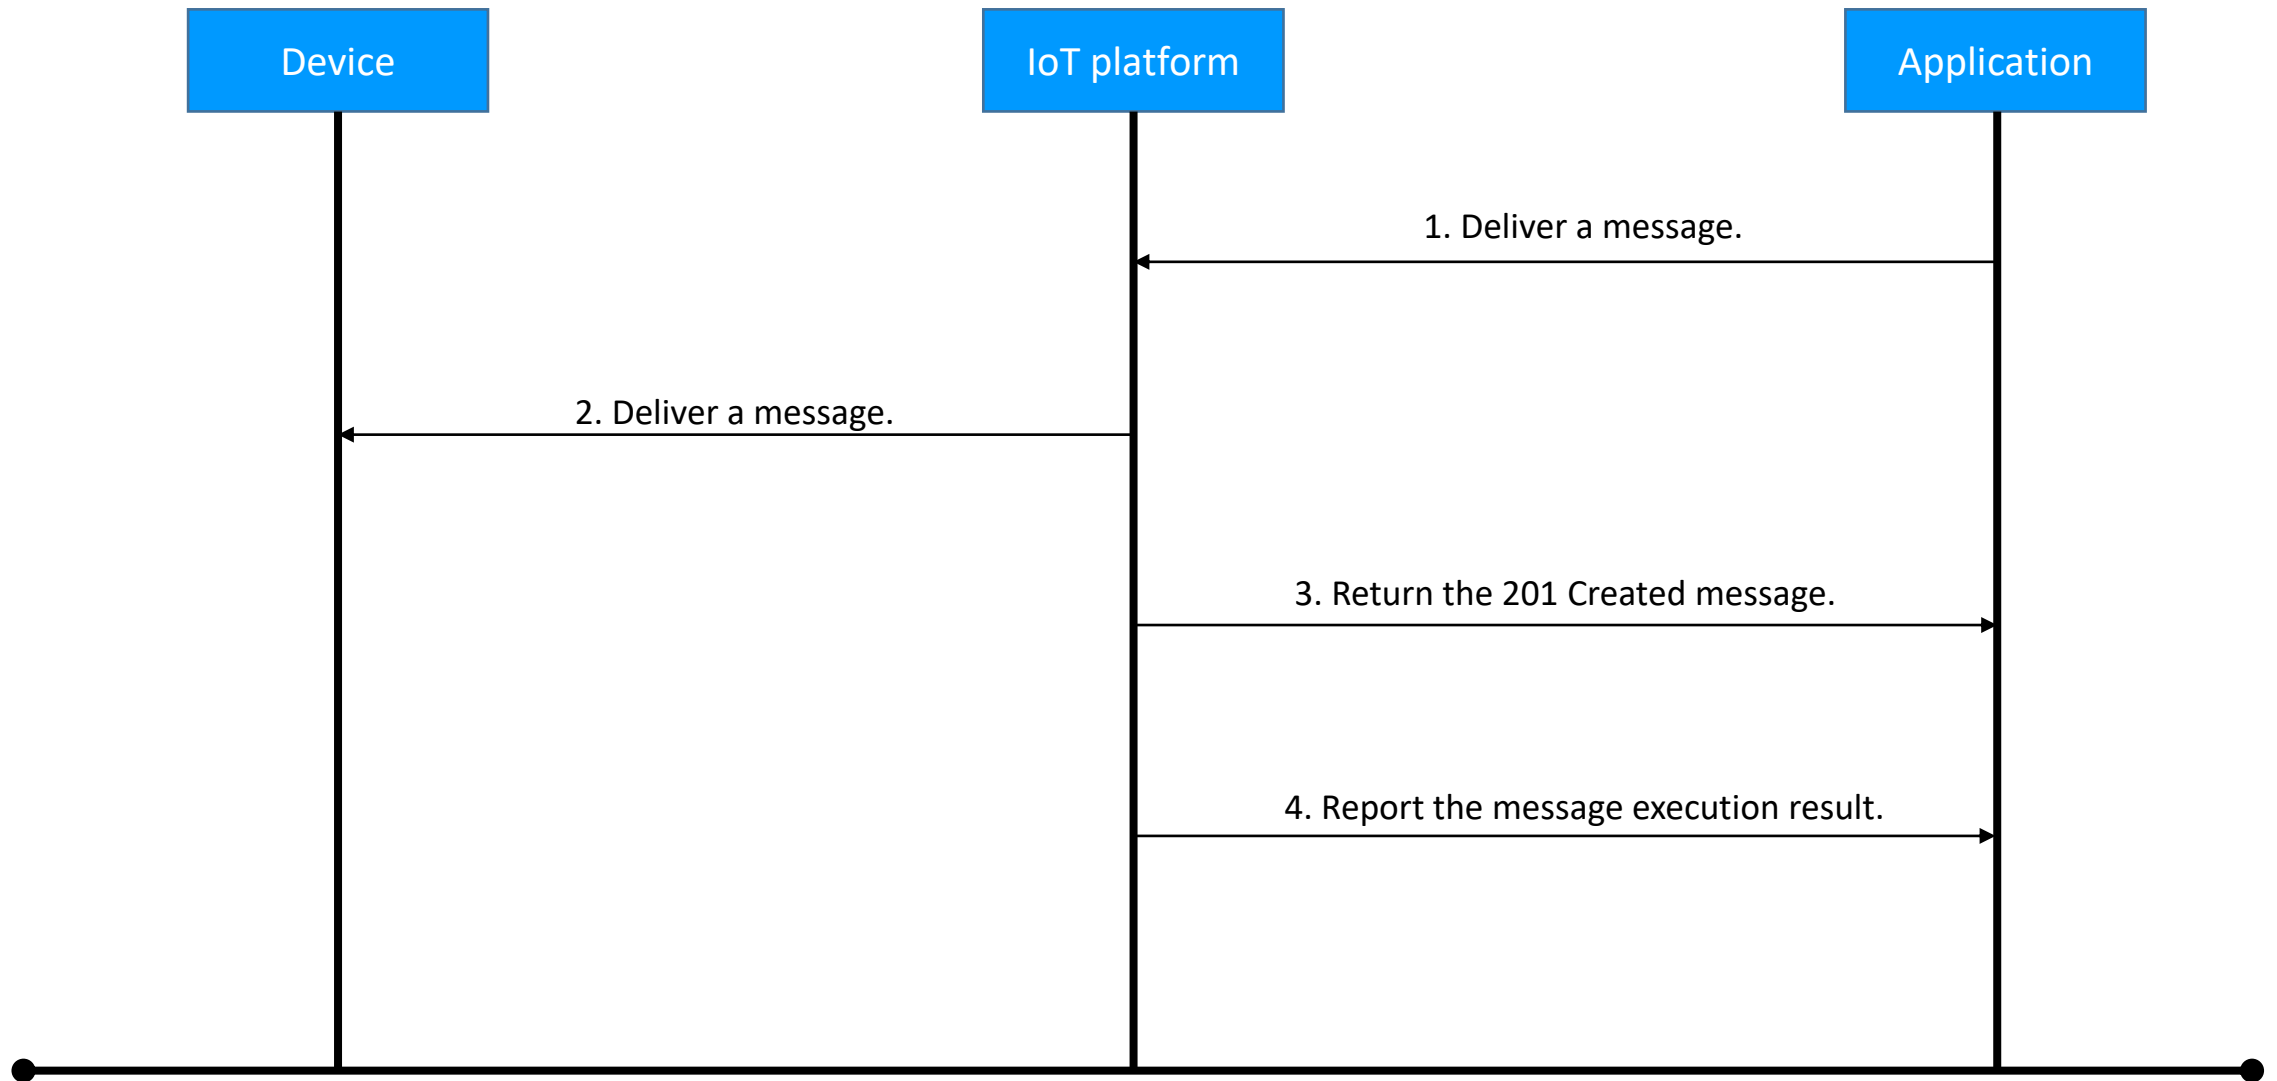 Device
IoT platform
Application
1. Deliver a message.
2. Deliver a message.
3. Return the 201 Created message.
4. Report the message execution result.